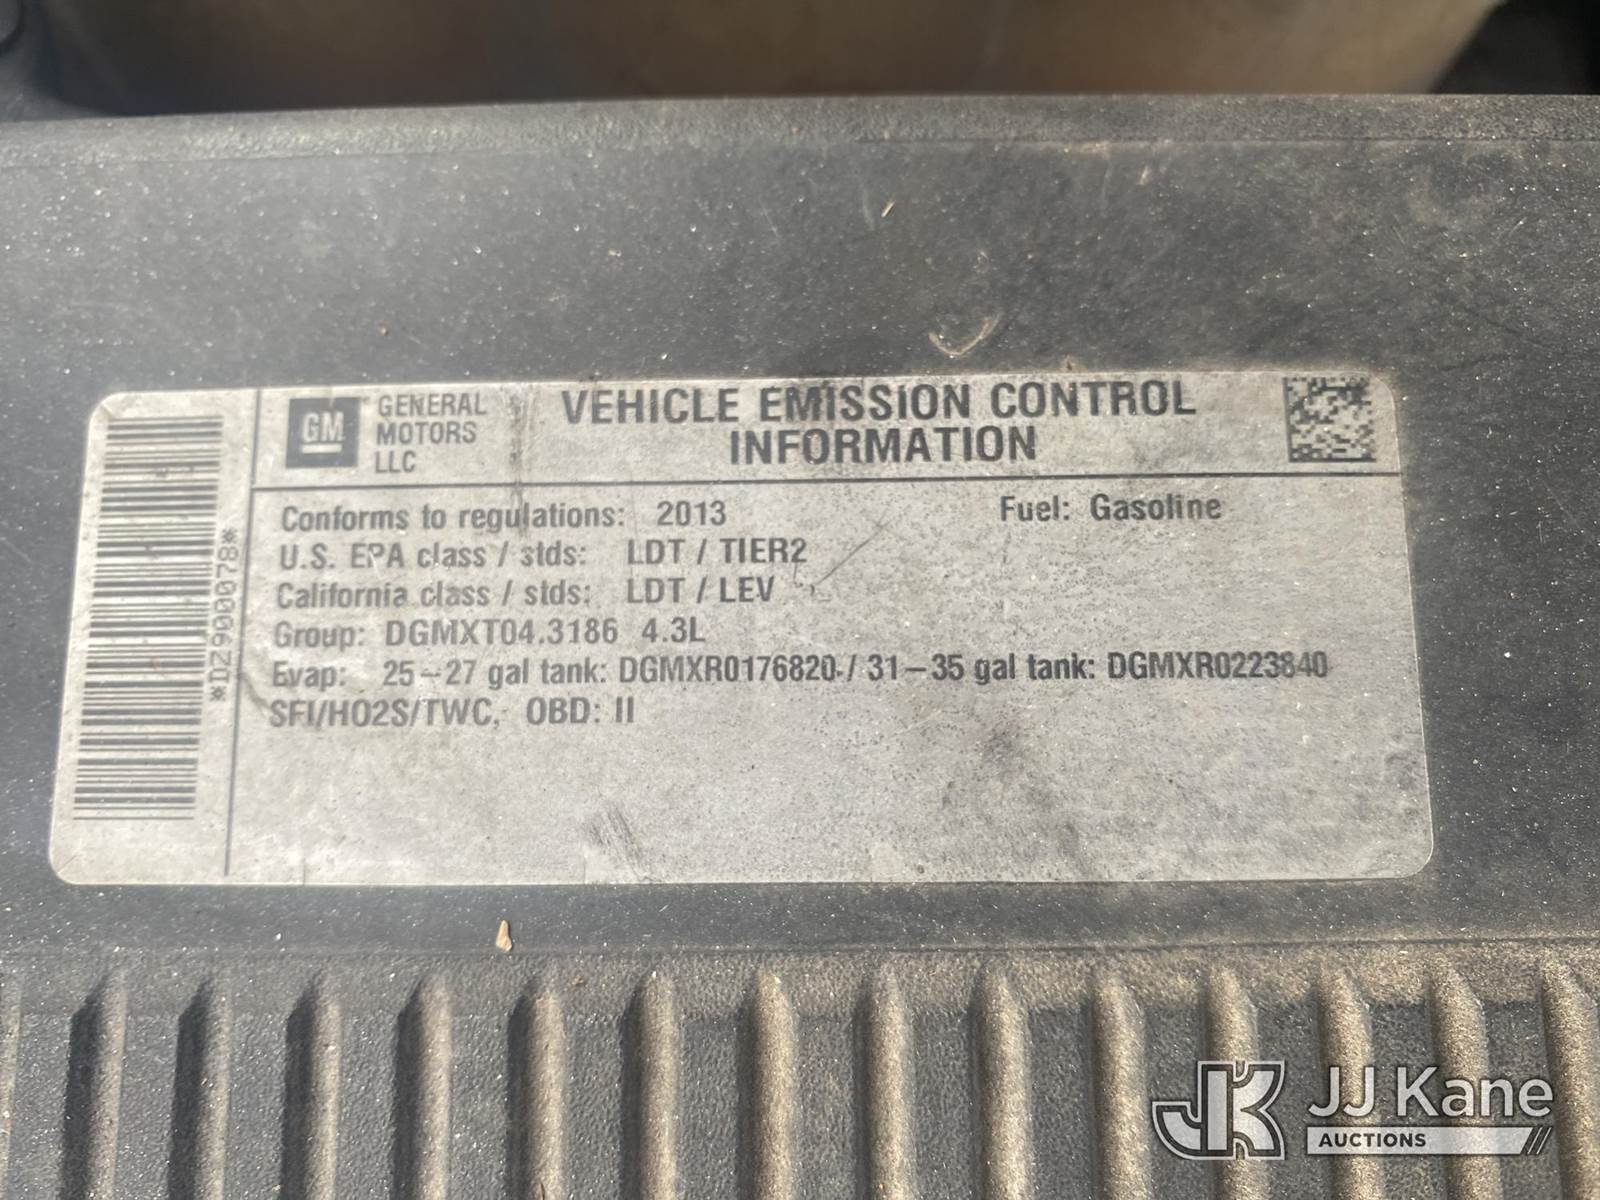 GM
GENERAL
MOTORS
LLC
VEHICLE EMISSION CONTROL
INFORMATION
Conforms to regulations: 2013 Fuel: Gasoline
U.S. EPA class / stds: LDT / TIER2
California class / stds: LDT / LEV
Group: DGMXT04.3186 4.3L
Evap: 25-27 gal tank: DGMXR0176820 / 31-35 gal tank: DGMXR0223840
SFI/HO2S/TWC, OBD: II
*DZ900078*
JK JJ Kane
AUCTIONS